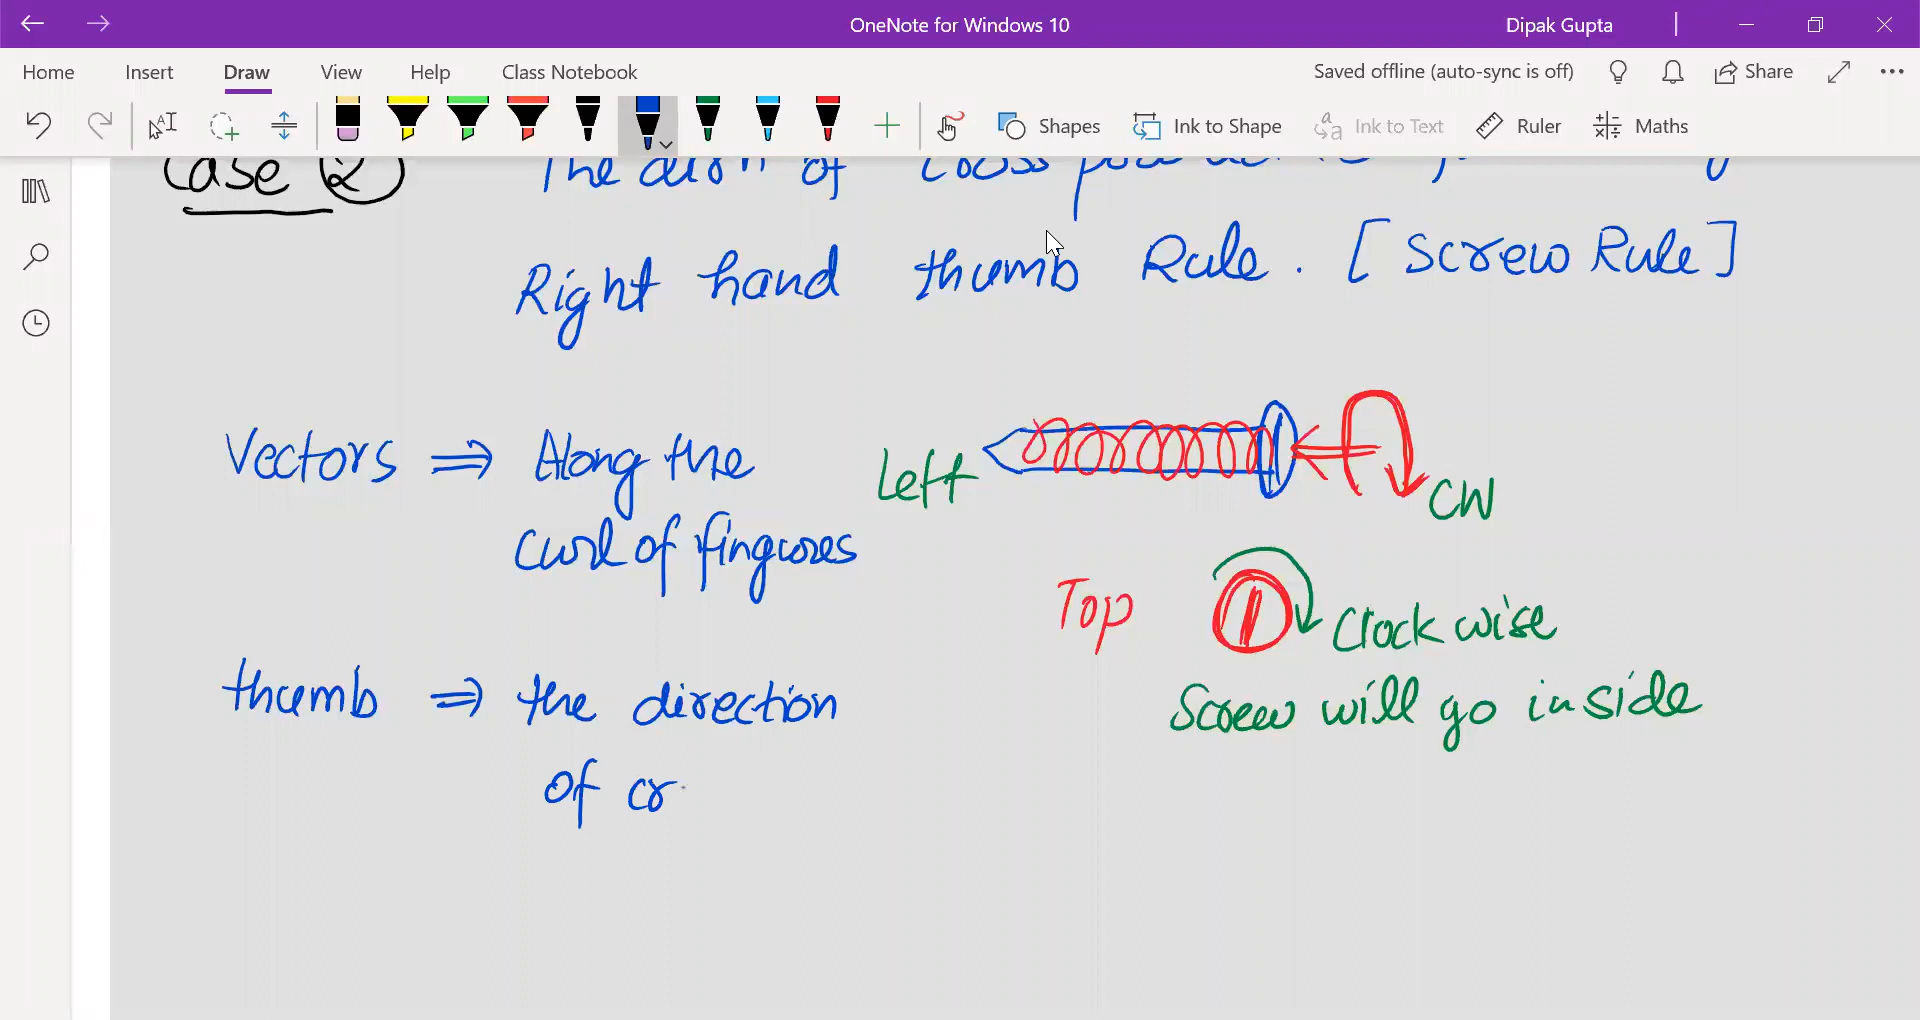 OneNote for Windows 10
Dipak Gupta
Home Insert Draw View Help Class Notebook
Saved offline (auto-sync is off) Share
Shapes Ink to Shape Ink to Text Ruler Maths
Case 2
The dirn of
Right hand thumb Rule. [Screw Rule]
Vectors ⇒ Along the
curl of fingures
Left
CW
Top
Clock wise
Screw will go inside
thumb ⇒ the direction
of cr